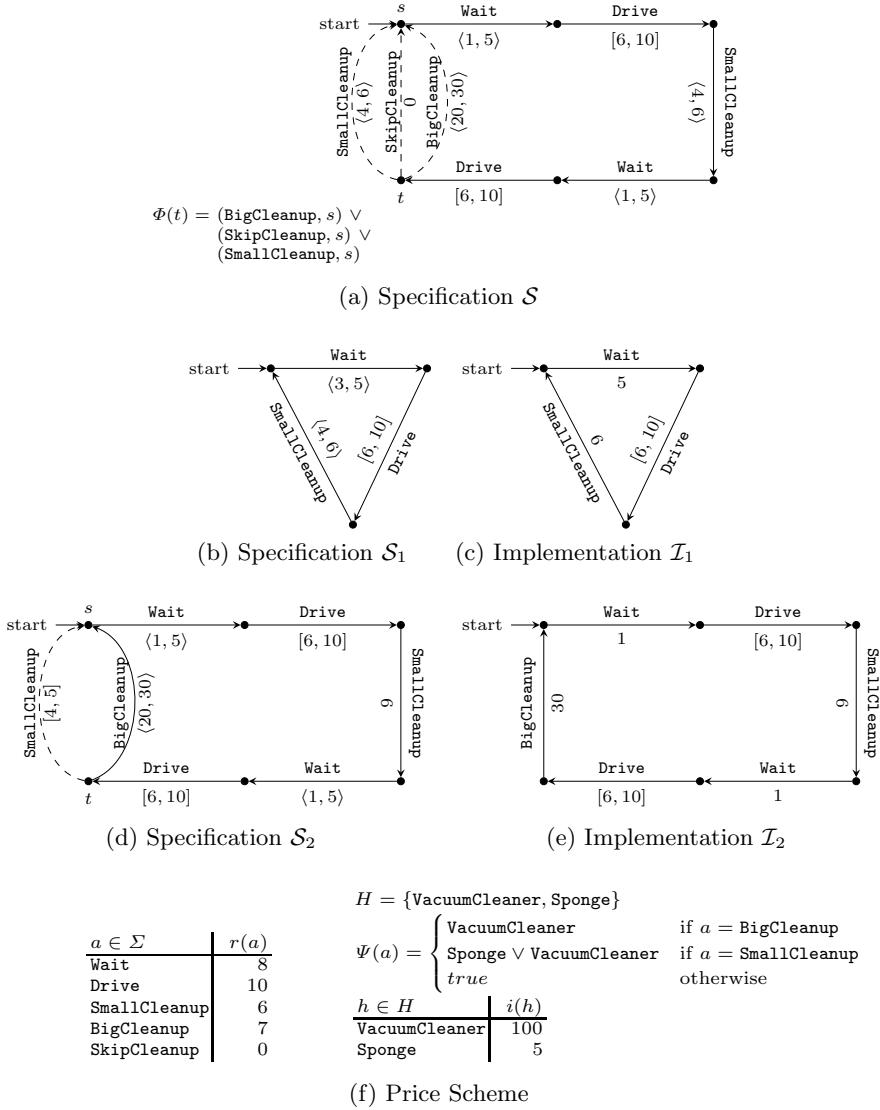 s
start
Wait
⟨1, 5⟩
Drive
[6, 10]
SmallCleanup
⟨4, 6⟩
SkipCleanup
0
BigCleanup
⟨20, 30⟩
SmallCleanup
⟨4, 6⟩
Drive
[6, 10]
Wait
⟨1, 5⟩
t
Φ(t) = (BigCleanup, s) ∨
(SkipCleanup, s) ∨
(SmallCleanup, s)
(a) Specification S
start
Wait
⟨3, 5⟩
SmallCleanup
⟨4, 6⟩
[6, 10]
Drive
(b) Specification S₁
start
Wait
5
SmallCleanup
6
[6, 10]
Drive
(c) Implementation I₁
s
start
Wait
⟨1, 5⟩
Drive
[6, 10]
SmallCleanup
[4, 5]
BigCleanup
⟨20, 30⟩
6
SmallCleanup
Drive
[6, 10]
Wait
⟨1, 5⟩
t
(d) Specification S₂
start
Wait
1
Drive
[6, 10]
BigCleanup
30
6
SmallCleanup
Drive
[6, 10]
Wait
1
(e) Implementation I₂
a ∈ Σ r(a)
Wait 8
Drive 10
SmallCleanup 6
BigCleanup 7
SkipCleanup 0
H = {VacuumCleaner, Sponge}
Ψ(a) = { VacuumCleaner if a = BigCleanup
Sponge ∨ VacuumCleaner if a = SmallCleanup
true otherwise
h ∈ H i(h)
VacuumCleaner 100
Sponge 5
(f) Price Scheme